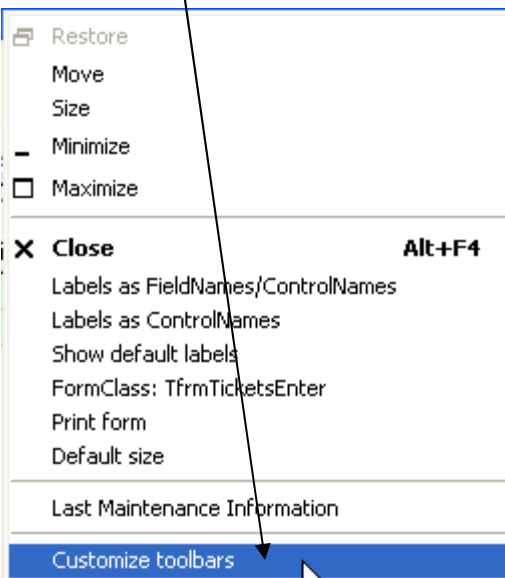 Restore
Move
Size
Minimize
Maximize
Close Alt+F4
Labels as FieldNames/ControlNames
Labels as ControlNames
Show default labels
FormClass: TfrmTicketsEnter
Print form
Default size
Last Maintenance Information
Customize toolbars